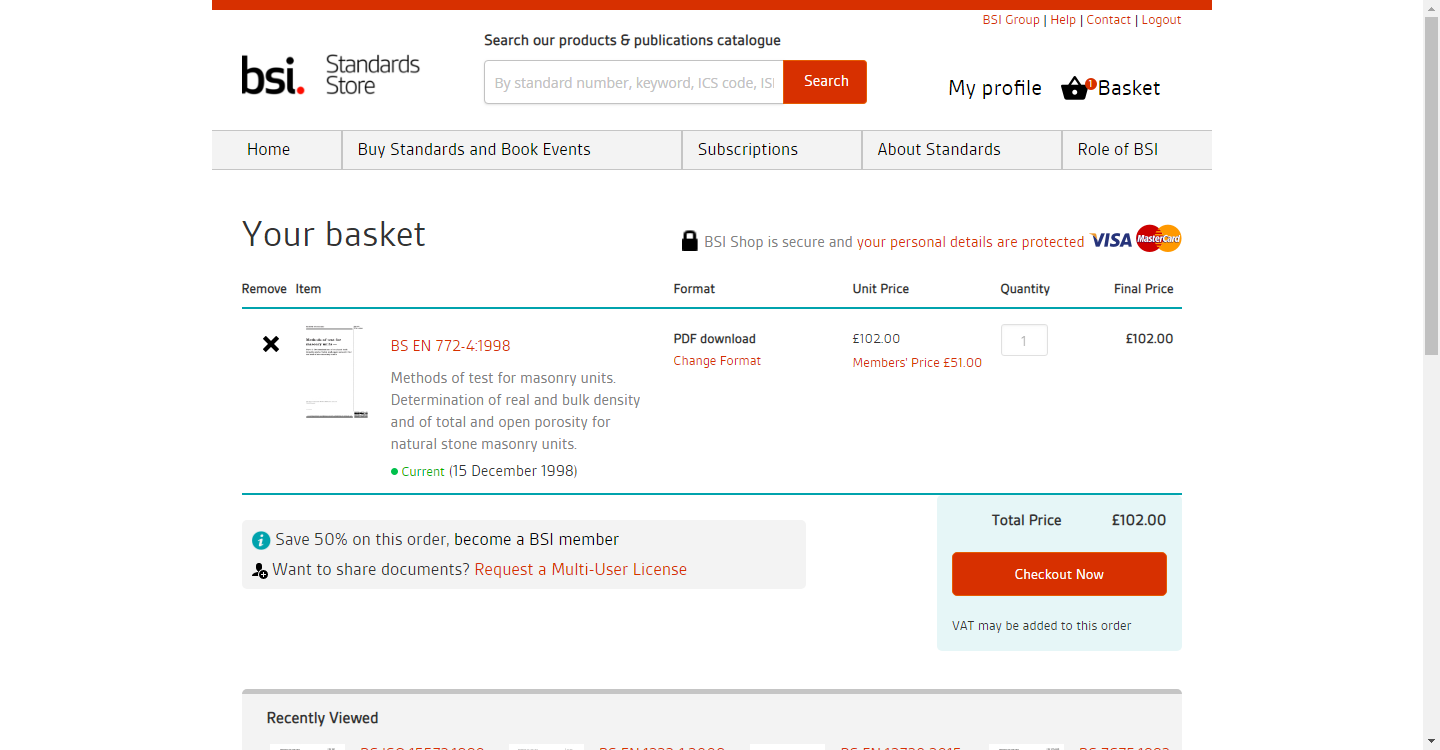 BSI Group | Help | Contact | Logout
Search our products & publications catalogue
bsi. Standards Store
By standard number, keyword, ICS code, ISI
Search
My profile
1
Basket
Home
Buy Standards and Book Events
Subscriptions
About Standards
Role of BSI
Your basket
BSI Shop is secure and your personal details are protected
VISA MasterCard
Remove Item Format Unit Price Quantity Final Price
BS EN 772-4:1998
Methods of test for masonry units.
Determination of real and bulk density
and of total and open porosity for
natural stone masonry units.
Current (15 December 1998)
PDF download
Change Format
£102.00
Members' Price £51.00
1
£102.00
Save 50% on this order, become a BSI member
Want to share documents? Request a Multi-User License
Total Price £102.00
Checkout Now
VAT may be added to this order
Recently Viewed